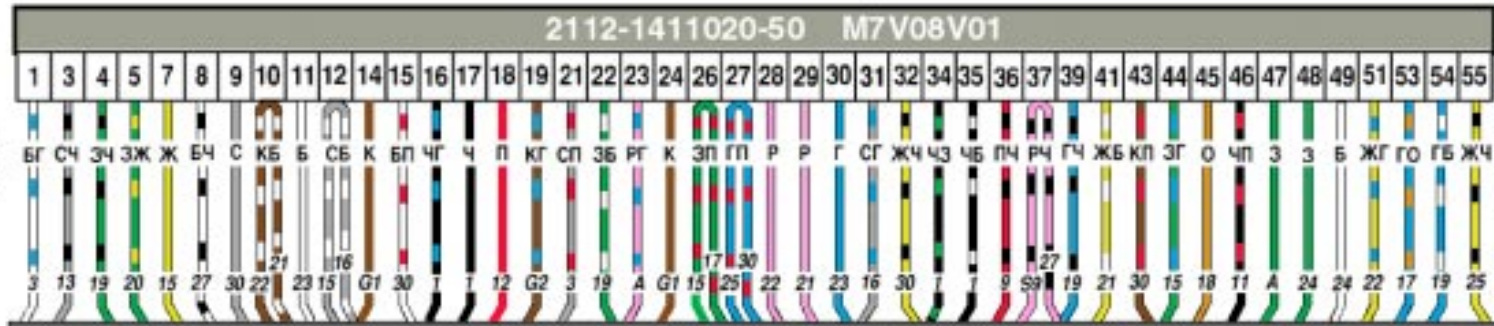 2112-1411020-50 M7V08V01
1 3 4 5 7 8 9 10 11 12 14 15 16 17 18 19 21 22 23 24 26 27 28 29 30 31 32 34 35 36 37 39 41 43 44 45 46 47 48 49 51 53 54 55
БГ СЧ ЗЧ ЗЖ Ж БЧ С КБ Б СБ К БП ЧГ Ч П КГ СП ЗБ РГ К ЗП ГП Р Р Г СГ ЖЧ ЧЗ ЧБ ПЧ РЧ ГЧ ЖБ КП ЗГ О ЧП З З Б ЖГ ГО ГБ ЖЧ
21 16 17 30 27
3 13 19 20 15 27 30 22 23 15 G1 30 1 1 12 G2 3 19 A G1 15 25 22 21 23 16 30 1 1 9 S9 19 21 30 15 18 11 A 24 24 22 17 19 25